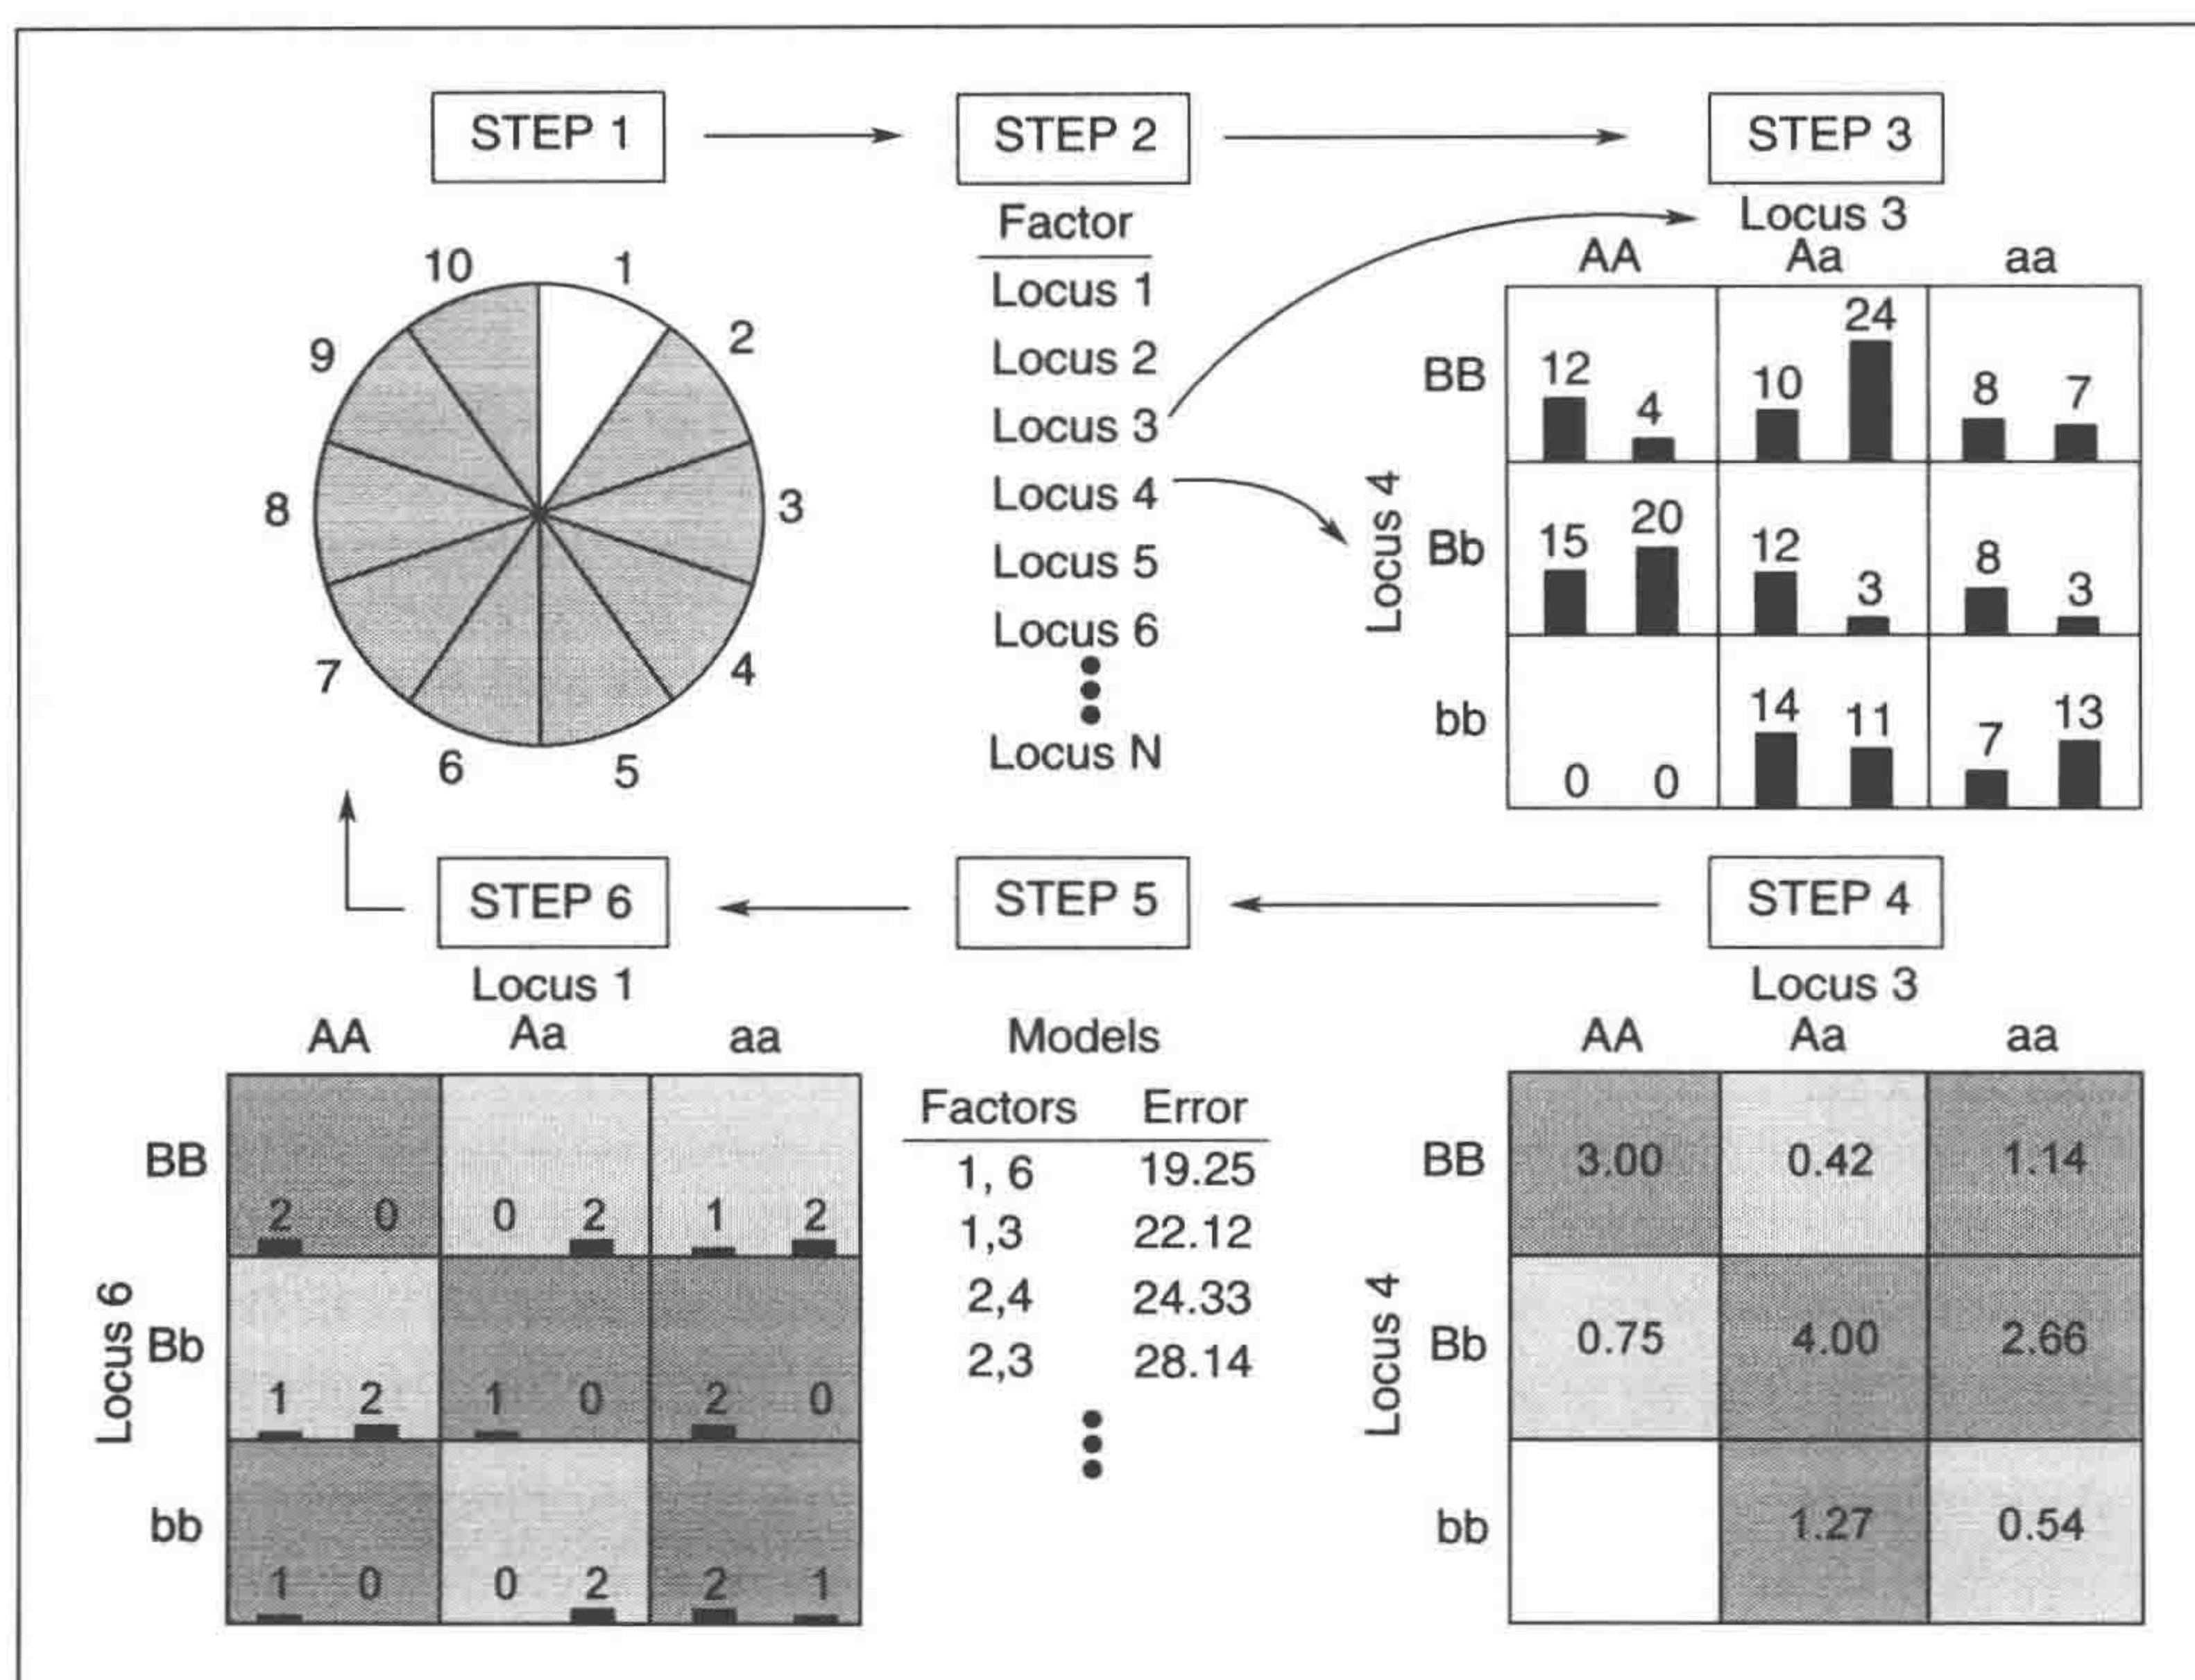 STEP 1
STEP 2
STEP 3
10
1
2
3
4
5
6
7
8
9
Factor
Locus 1
Locus 2
Locus 3
Locus 4
Locus 5
Locus 6
Locus N
Locus 3
AA Aa aa
Locus 4
BB 12 4 10 24 8 7
Bb 15 20 12 3 8 3
bb 0 0 14 11 7 13
STEP 6
STEP 5
STEP 4
Locus 1
AA Aa aa
Locus 6
BB 2 0 0 2 1 2
Bb 1 2 1 0 2 0
bb 1 0 0 2 2 1
Models
Factors Error
1, 6 19.25
1,3 22.12
2,4 24.33
2,3 28.14
Locus 3
AA Aa aa
Locus 4
BB 3.00 0.42 1.14
Bb 0.75 4.00 2.66
bb 1.27 0.54